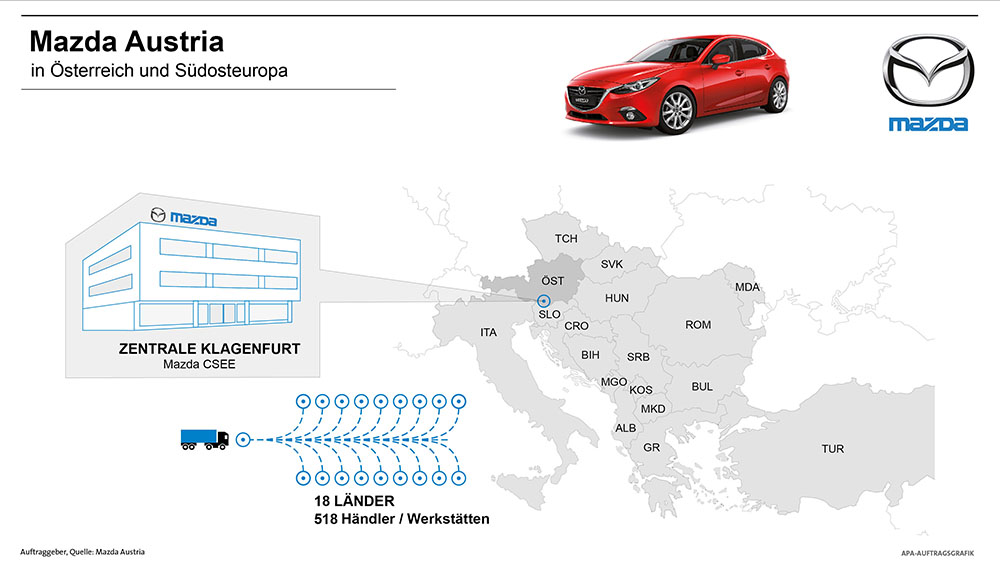 Mazda Austria
in Österreich und Südosteuropa
mazda
mazda
ZENTRALE KLAGENFURT
Mazda CSEE
TCH
SVK
ÖST
HUN
MDA
SLO
CRO
ROM
ITA
BIH
SRB
MGO
KOS
BUL
MKD
ALB
GR
TUR
18 LÄNDER
518 Händler / Werkstätten
Auftraggeber, Quelle: Mazda Austria
APA-AUFTRAGSGRAFIK